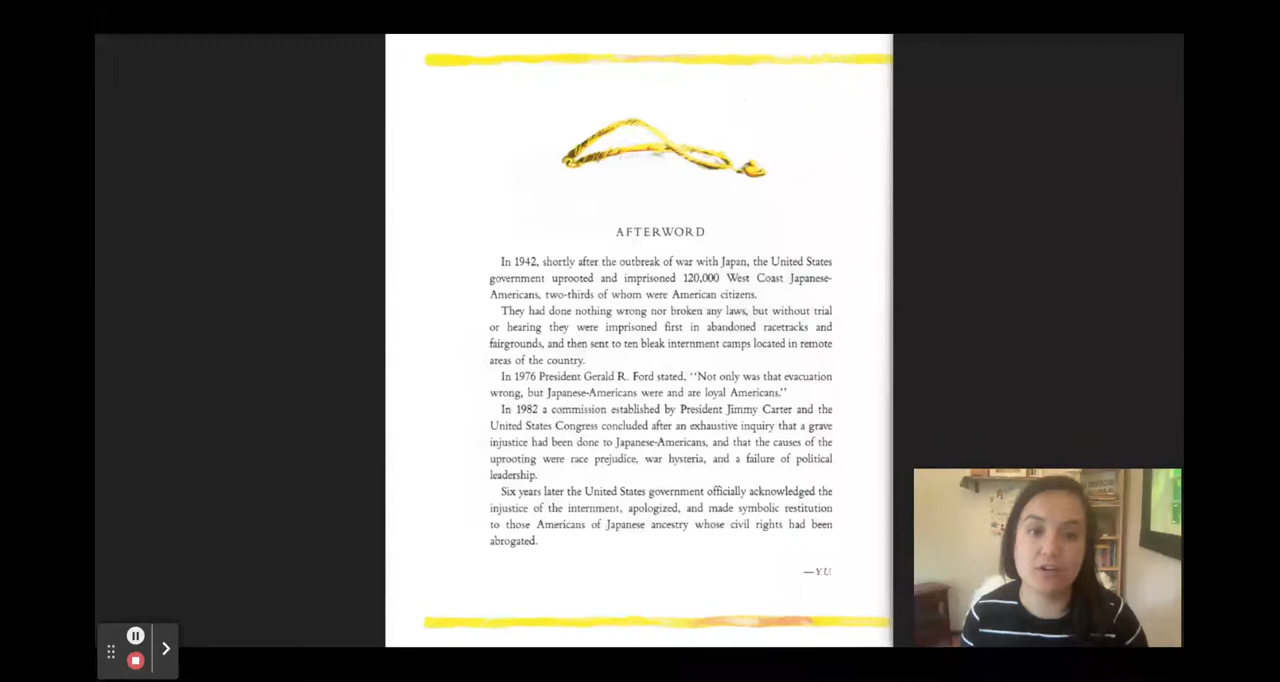 AFTERWORD
In 1942, shortly after the outbreak of war with Japan, the United States
government uprooted and imprisoned 120,000 West Coast Japanese-
Americans, two-thirds of whom were American citizens.
They had done nothing wrong nor broken any laws, but without trial
or hearing they were imprisoned first in abandoned racetracks and
fairgrounds, and then sent to ten bleak internment camps located in remote
areas of the country.
In 1976 President Gerald R. Ford stated, "Not only was that evacuation
wrong, but Japanese-Americans were and are loyal Americans."
In 1982 a commission established by President Jimmy Carter and the
United States Congress concluded after an exhaustive inquiry that a grave
injustice had been done to Japanese-Americans, and that the causes of the
uprooting were race prejudice, war hysteria, and a failure of political
leadership.
Six years later the United States government officially acknowledged the
injustice of the internment, apologized, and made symbolic restitution
to those Americans of Japanese ancestry whose civil rights had been
abrogated.
—Y.U.